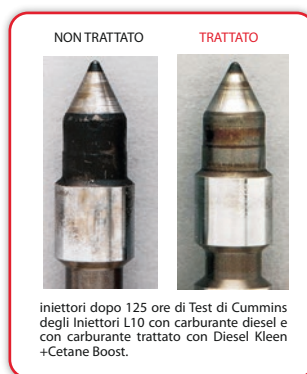 NON TRATTATO TRATTATO
iniettori dopo 125 ore di Test di Cummins
degli Iniettori L10 con carburante diesel e
con carburante trattato con Diesel Kleen
+Cetane Boost.